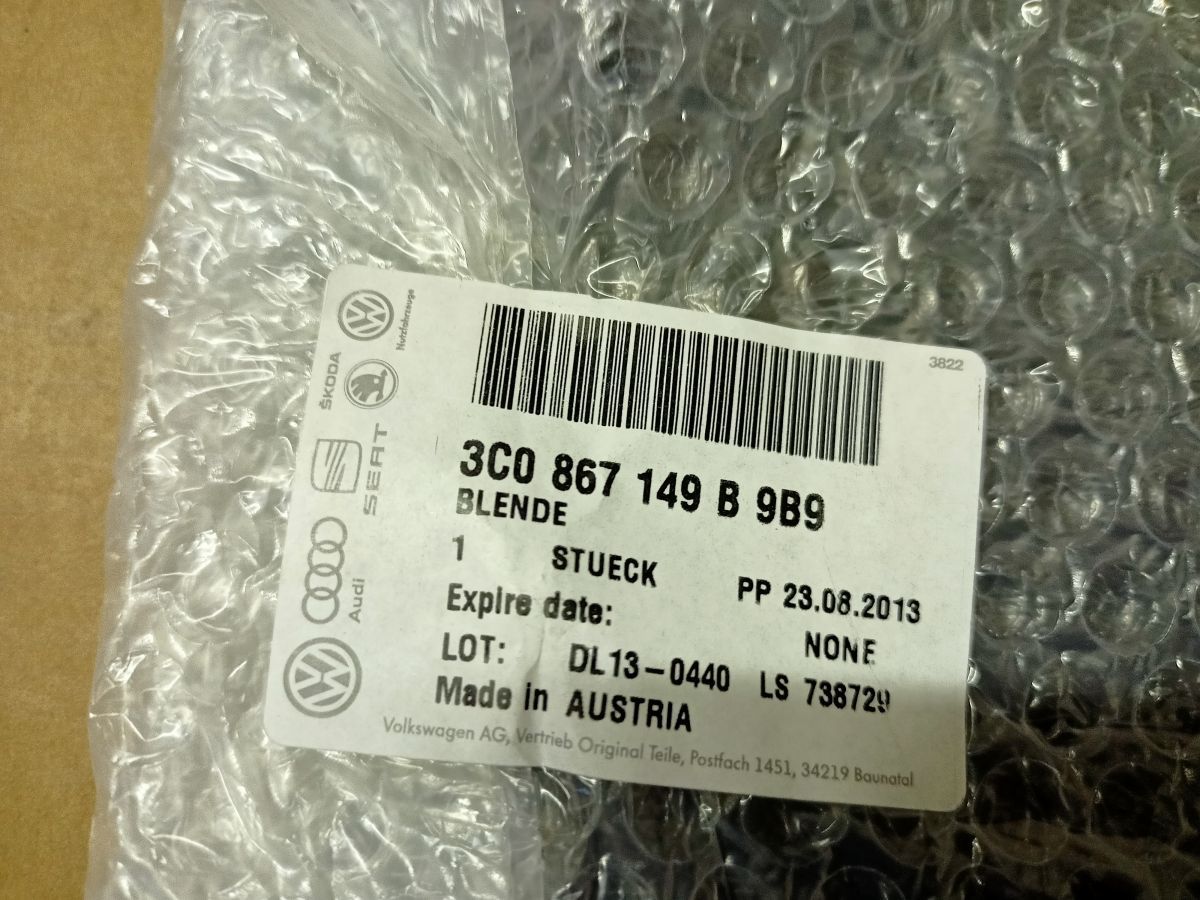 3822
3C0 867 149 B 9B9
BLENDE
1 STUECK PP 23.08.2013
Expire date: NONE
LOT: DL13-0440 LS 738729
Made in AUSTRIA
Volkswagen AG, Vertrieb Original Teile, Postfach 1451, 34219 Baunatal
Nutzfahrzeuge
ŠKODA
SEAT
Audi